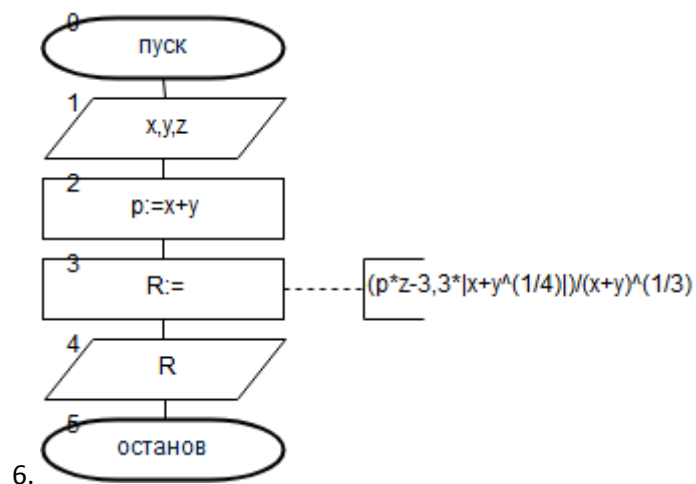 0
пуск
1
x,y,z
2
p:=x+y
3
R:=
(p*z-3,3*|x+y^(1/4)|)/(x+y)^(1/3)
4
R
5
останов
6.